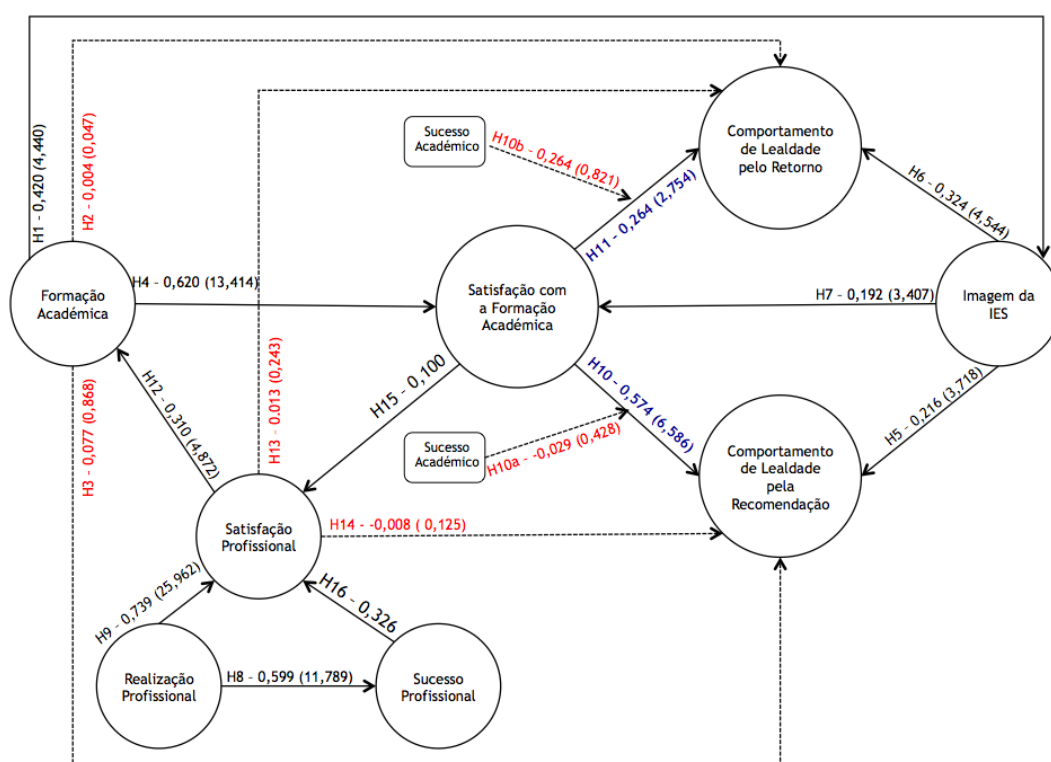 Sucesso
Académico
H10b - 0,264 (0,821)
Comportamento
de Lealdade
pelo Retorno
H1 - 0,420 (4,440)
H2 - 0,004 (0,047)
H6 - 0,324 (4,544)
H11 - 0,264 (2,754)
Formação
Académica
H4 - 0,620 (13,414)
Satisfação com
a Formação
Académica
H7 - 0,192 (3,407)
Imagem da
IES
H3 - 0,077 (0,868)
H12 - 0,310 (4,872)
H13 - 0.013 (0,243)
H15 - 0,100
H10 - 0,574 (6,586)
H5 - 0,216 (3,718)
Sucesso
Académico
H10a - -0,029 (0,428)
Comportamento
de Lealdade
pela
Recomendação
Satisfação
Profissional
H14 - -0,008 ( 0,125)
H9 - 0,739 (25,962)
H16 - 0,326
Realização
Profissional
H8 - 0,599 (11,789)
Sucesso
Profissional